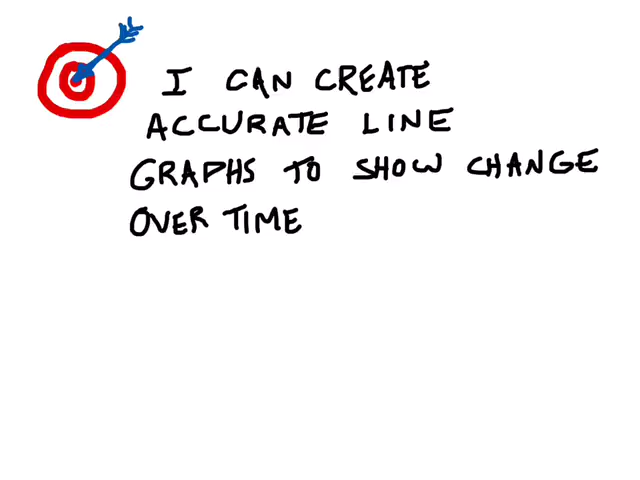 I CAN CREATE
ACCURATE LINE
GRAPHS TO SHOW CHANGE
OVER TIME